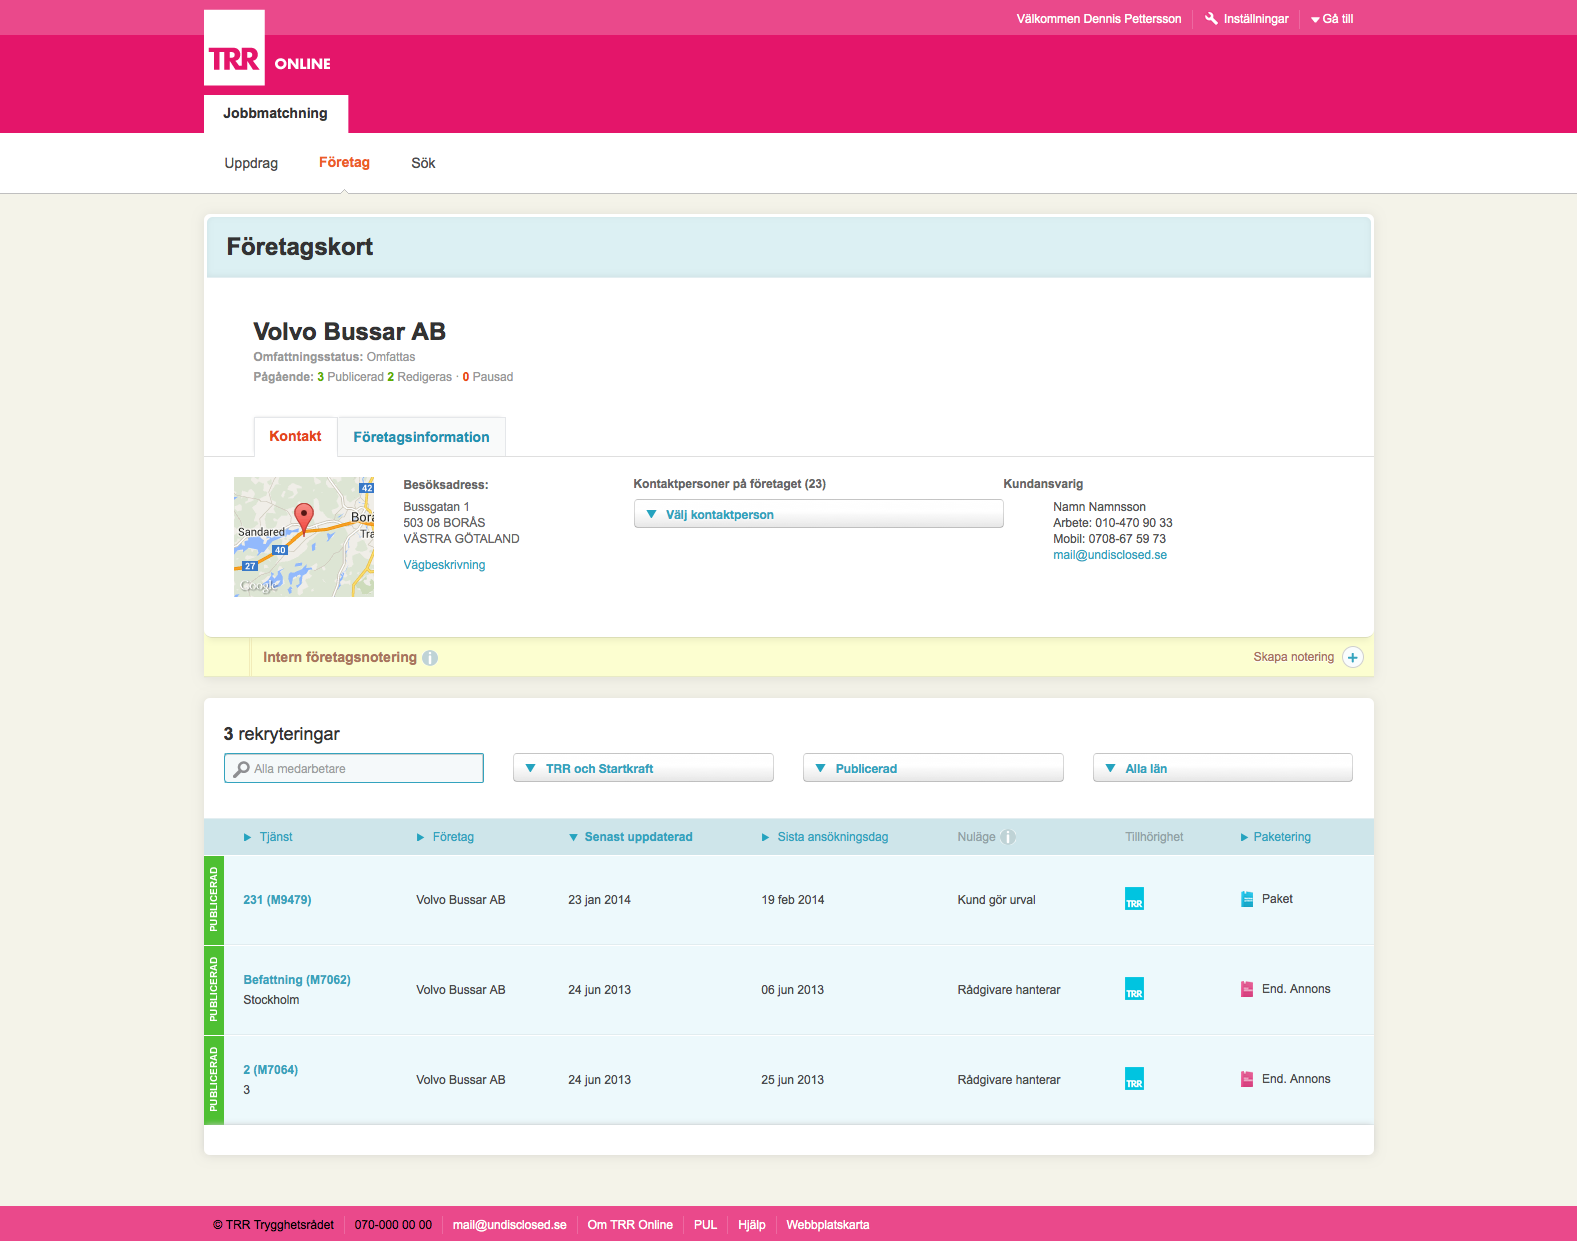 Välkommen Dennis Pettersson Inställningar Gå till
TRR ONLINE
Jobbmatchning
Uppdrag Företag Sök
Företagskort
Volvo Bussar AB
Omfattningsstatus: Omfattas
Pågående: 3 Publicerad 2 Redigeras · 0 Pausad
Kontakt Företagsinformation
42
Sandared
40
27
Google
Besöksadress:
Bussgatan 1
503 08 BORÅS
VÄSTRA GÖTALAND
Vägbeskrivning
Kontaktpersoner på företaget (23)
Välj kontaktperson
Kundansvarig
Namn Namnsson
Arbete: 010-470 90 33
Mobil: 0708-67 59 73
mail@undisclosed.se
Intern företagsnotering i Skapa notering +
3 rekryteringar
Alla medarbetare TRR och Startkraft Publicerad Alla län
Tjänst Företag Senast uppdaterad Sista ansökningsdag Nuläge i Tillhörighet Paketering
PUBLICERAD
231 (M9479) Volvo Bussar AB 23 jan 2014 19 feb 2014 Kund gör urval TRR Paket
PUBLICERAD
Befattning (M7062) Volvo Bussar AB 24 jun 2013 06 jun 2013 Rådgivare hanterar TRR End. Annons
Stockholm
PUBLICERAD
2 (M7064) Volvo Bussar AB 24 jun 2013 25 jun 2013 Rådgivare hanterar TRR End. Annons
3
© TRR Trygghetsrådet 070-000 00 00 mail@undisclosed.se Om TRR Online PUL Hjälp Webbplatskarta